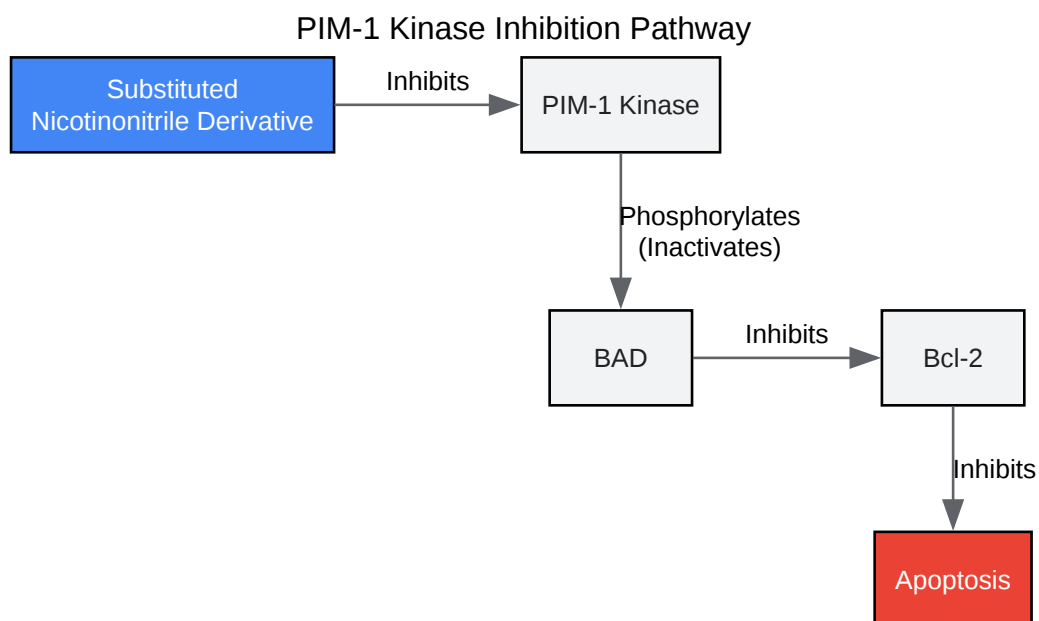 PIM-1 Kinase Inhibition Pathway
Substituted
Nicotinonitrile Derivative
Inhibits
PIM-1 Kinase
Phosphorylates
(Inactivates)
BAD
Inhibits
Bcl-2
Inhibits
Apoptosis